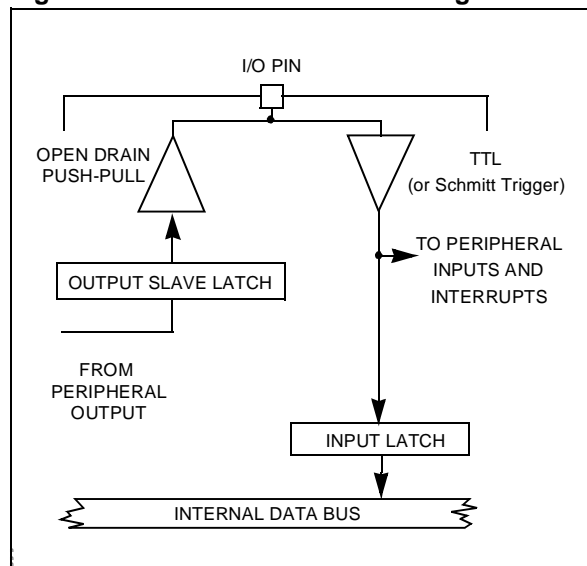 I/O PIN
OPEN DRAIN
PUSH-PULL
TTL
(or Schmitt Trigger)
TO PERIPHERAL
INPUTS AND
INTERRUPTS
OUTPUT SLAVE LATCH
FROM
PERIPHERAL
OUTPUT
INPUT LATCH
INTERNAL DATA BUS